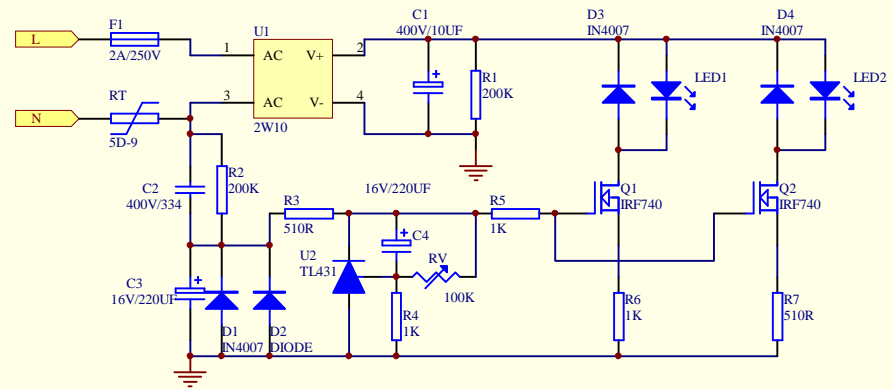 F1
L
2A/250V
RT
N
5D-9
U1
1
AC
V+
2
3
AC
V-
4
2W10
C1
400V/10UF
R1
200K
D3
IN4007
LED1
D4
IN4007
LED2
C2
400V/334
R2
200K
R3
510R
16V/220UF
R5
1K
Q1
IRF740
Q2
IRF740
U2
TL431
C4
RV
100K
C3
16V/220UF
D1
IN4007
D2
DIODE
R4
1K
R6
1K
R7
510R